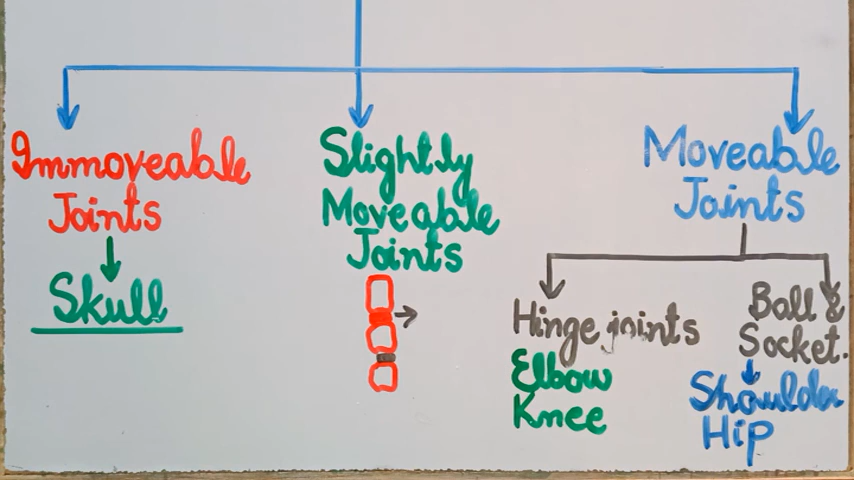 Immoveable
Joints
Skull
Slightly
Moveable
Joints
Moveable
Joints
Hinge joints
Elbow
Knee
Ball &
Socket.
Shoulder
Hip